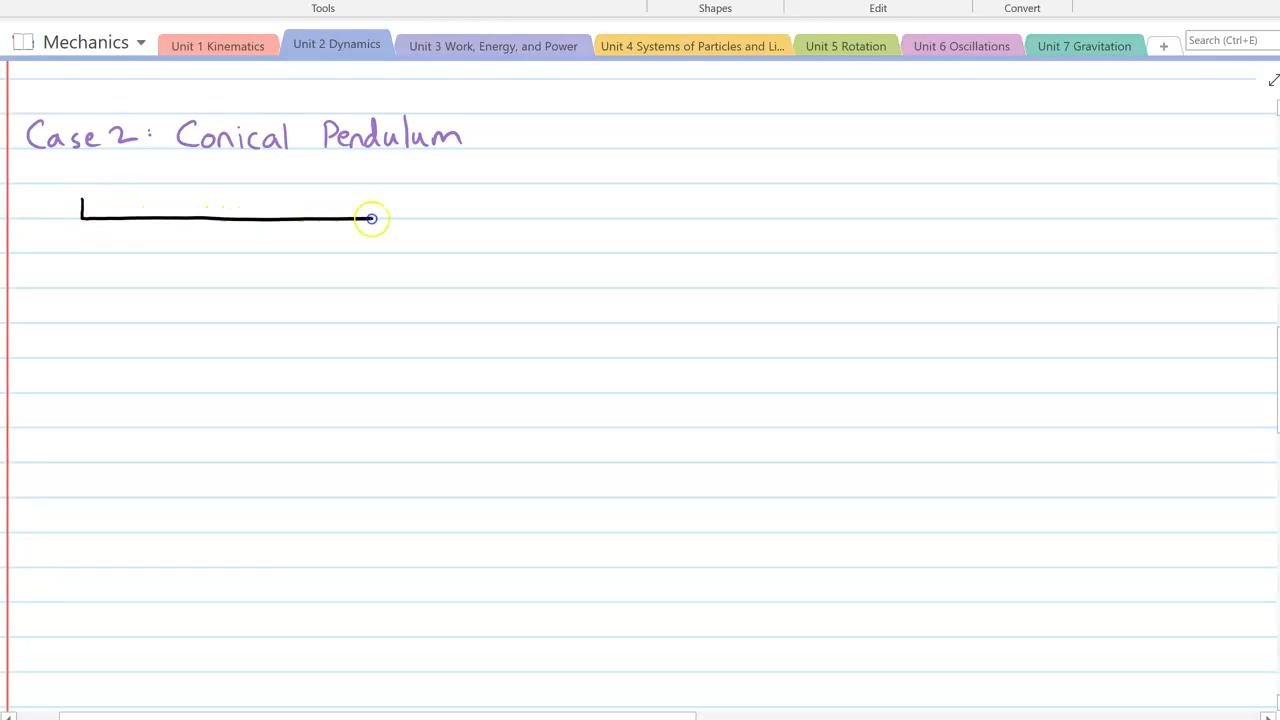 Tools Shapes Edit Convert
Mechanics Unit 1 Kinematics Unit 2 Dynamics Unit 3 Work, Energy, and Power Unit 4 Systems of Particles and Li... Unit 5 Rotation Unit 6 Oscillations Unit 7 Gravitation + Search (Ctrl+E)
Case 2: Conical Pendulum